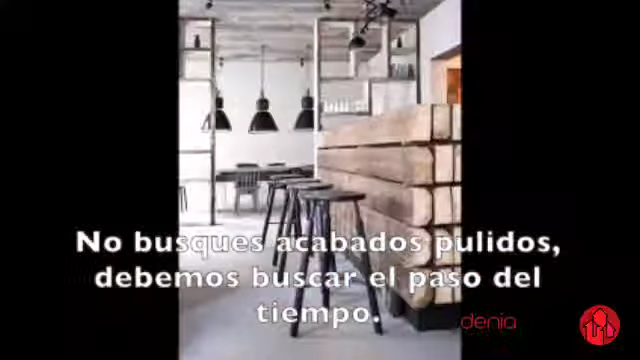 No busques acabados pulidos,
debemos buscar el paso del
tiempo.
denia